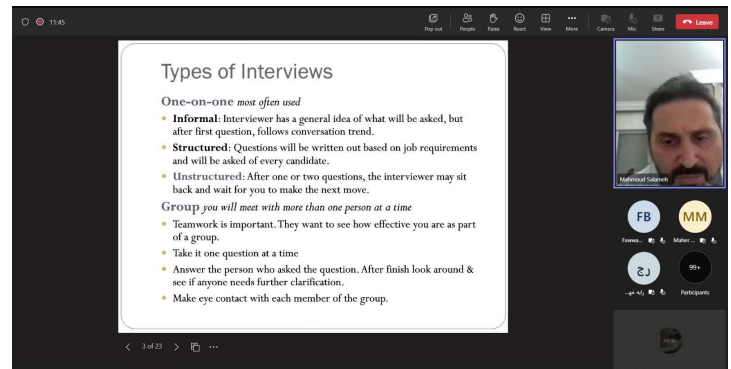 11:45
Pop out People Raise React View More Camera Mic Share Leave
Types of Interviews
One-on-one most often used
• Informal: Interviewer has a general idea of what will be asked, but
after first question, follows conversation trend.
• Structured: Questions will be written out based on job requirements
and will be asked of every candidate.
• Unstructured: After one or two questions, the interviewer may sit
back and wait for you to make the next move.
Group you will meet with more than one person at a time
• Teamwork is important. They want to see how effective you are as part
of a group.
• Take it one question at a time
• Answer the person who asked the question. After finish look around &
see if anyone needs further clarification.
• Make eye contact with each member of the group.
3 of 23
Mahmoud Salameh
FB MM
Fawwa... Maher ...
رج 99+
Participants